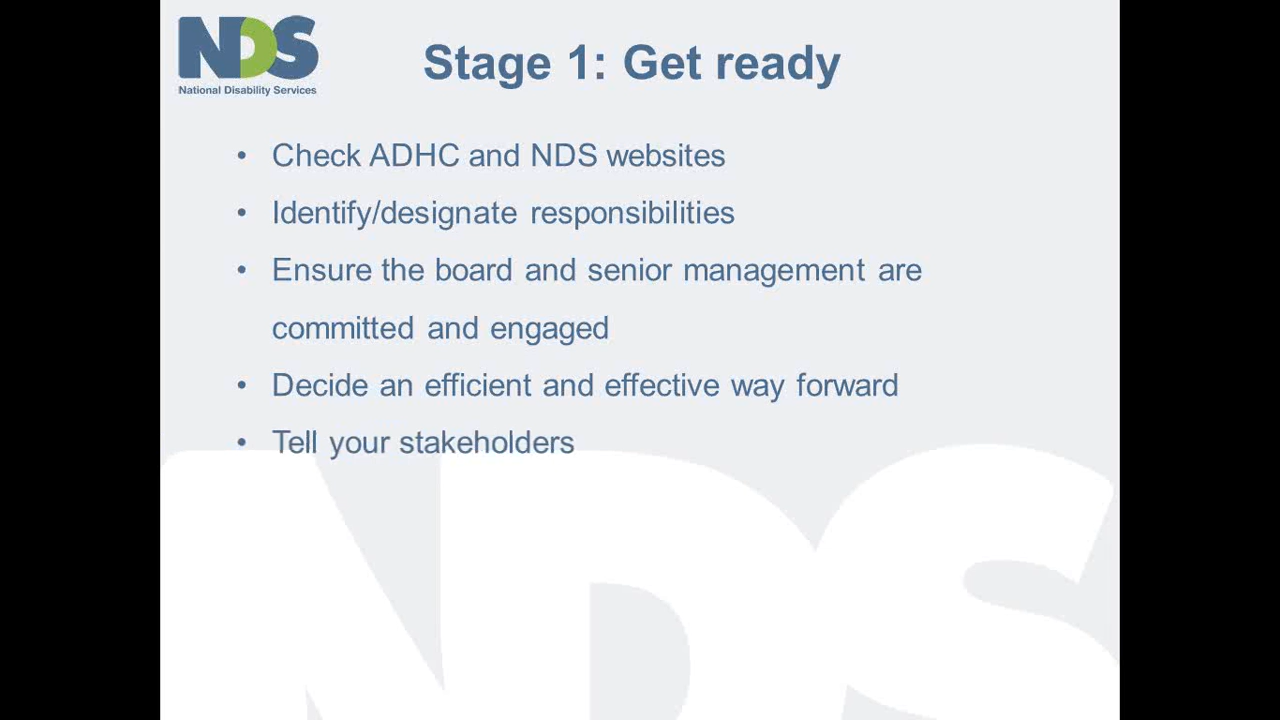 NDS
National Disability Services
Stage 1: Get ready
• Check ADHC and NDS websites
• Identify/designate responsibilities
• Ensure the board and senior management are
committed and engaged
• Decide an efficient and effective way forward
• Tell your stakeholders
NDS